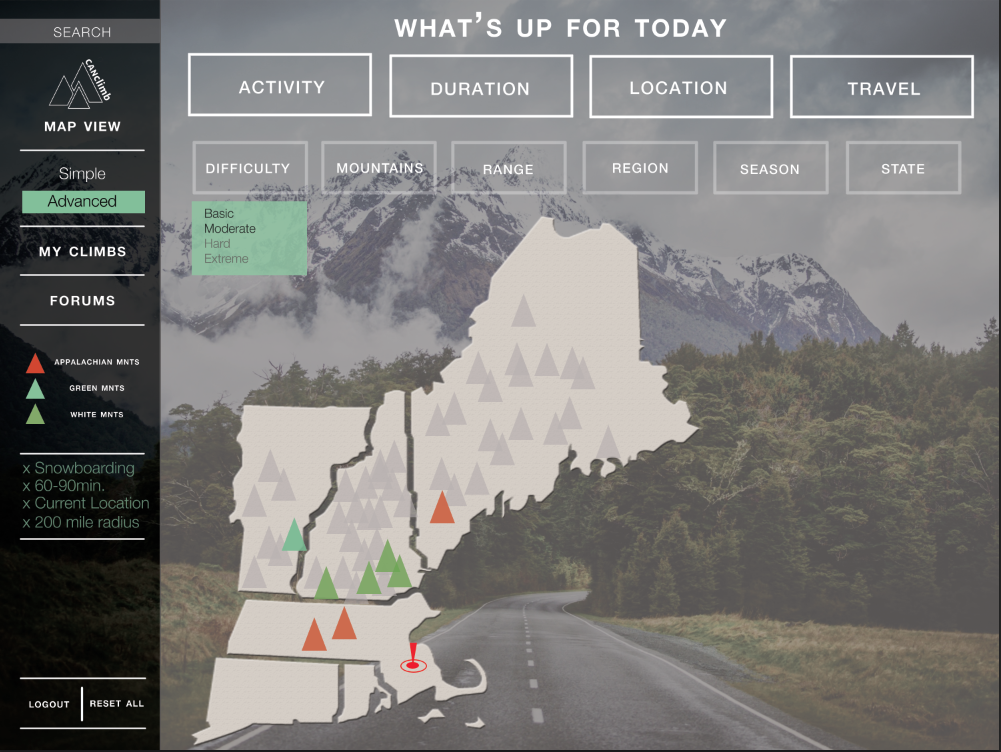 SEARCH
CANclimb
MAP VIEW
Simple
Advanced
MY CLIMBS
FORUMS
APPALACHIAN MNTS
GREEN MNTS
WHITE MNTS
x Snowboarding
x 60-90min.
x Current Location
x 200 mile radius
LOGOUT
RESET ALL
WHAT'S UP FOR TODAY
ACTIVITY
DURATION
LOCATION
TRAVEL
DIFFICULTY
MOUNTAINS
RANGE
REGION
SEASON
STATE
Basic
Moderate
Hard
Extreme